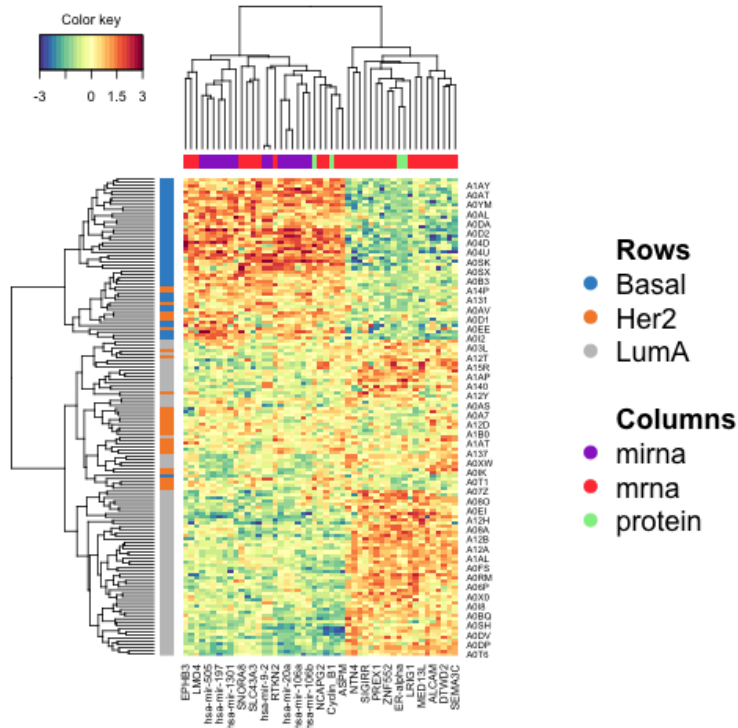 Color key
-3 0 1.5 3
A1AY
A0AT
A0YM
A0AL
A0DA
A0D2
A04D
A04U
A0SK
A0SX
A0B3
A14P
A131
A0AV
A0D1
A0EE
A0I2
A03L
A12T
A15R
A1AP
A140
A12Y
A0AS
A0A7
A12D
A1B0
A1AT
A137
A0XW
A0IK
A0T1
A07Z
A08O
A0EI
A12H
A08A
A12B
A12A
A1AL
A0FS
A0RM
A06P
A0X0
A0I8
A0BQ
A0SH
A0DV
A0DP
A0T6
EPHB3
LMO4
hsa-mir-505
hsa-mir-197
hsa-mir-1301
SNORA8
SLC43A3
hsa-mir-9-2
RTKN2
hsa-mir-20a
hsa-mir-106a
hsa-mir-106b
NCAPG2
Cyclin_B1
ASPM
NTN4
SIGIRR
PREX1
ZNF552
ER-alpha
LRIG1
MED13L
ALCAM
DTWD2
SEMA3C
Rows
Basal
Her2
LumA
Columns
mirna
mrna
protein